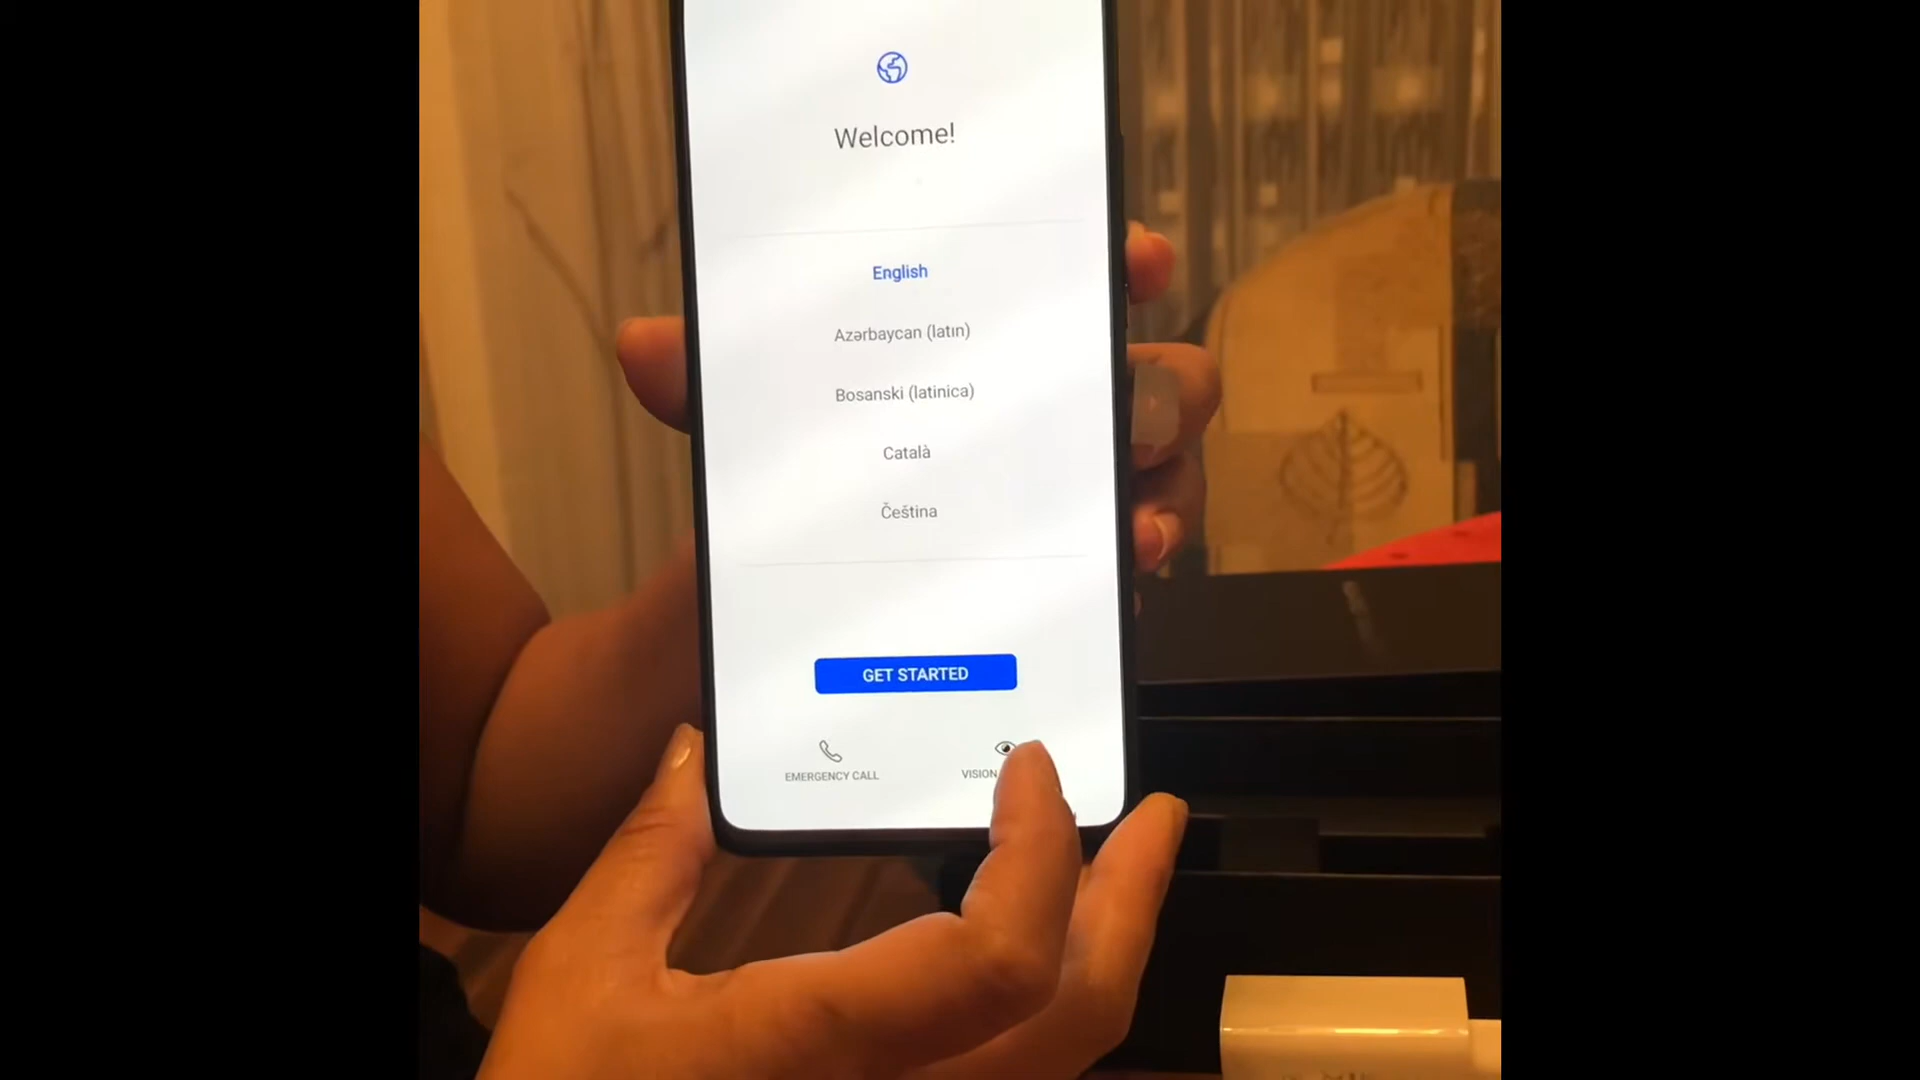 Welcome!
English
Azərbaycan (latın)
Bosanski (latinica)
Català
Čeština
GET STARTED
EMERGENCY CALL
VISION